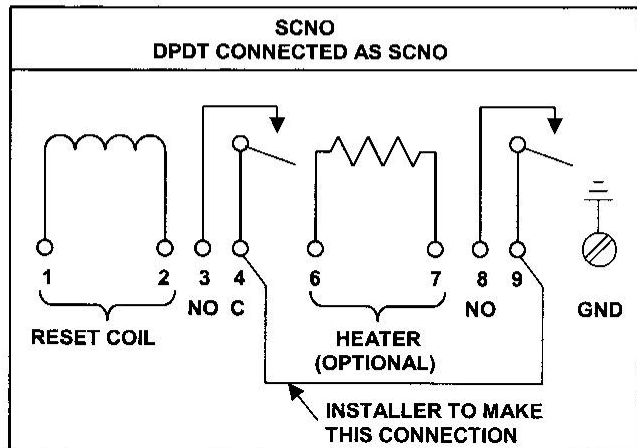 SCNO
DPDT CONNECTED AS SCNO
1 2 3 4 6 7 8 9
NO C NO GND
RESET COIL HEATER
(OPTIONAL)
INSTALLER TO MAKE
THIS CONNECTION